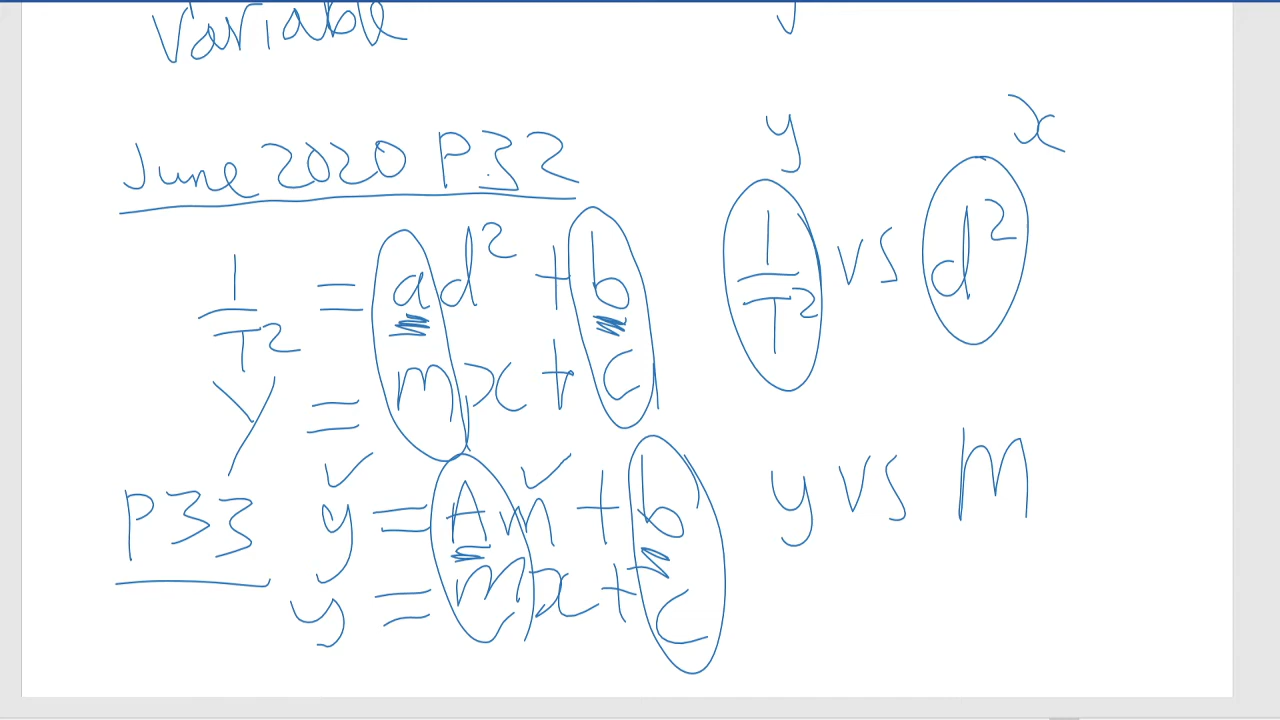 Variable y
y x
June 2020 P32
1/T² = ad² + b 1/T² vs d²
Y = mx + c
P33 y = Am + b y vs M
y = mx + c